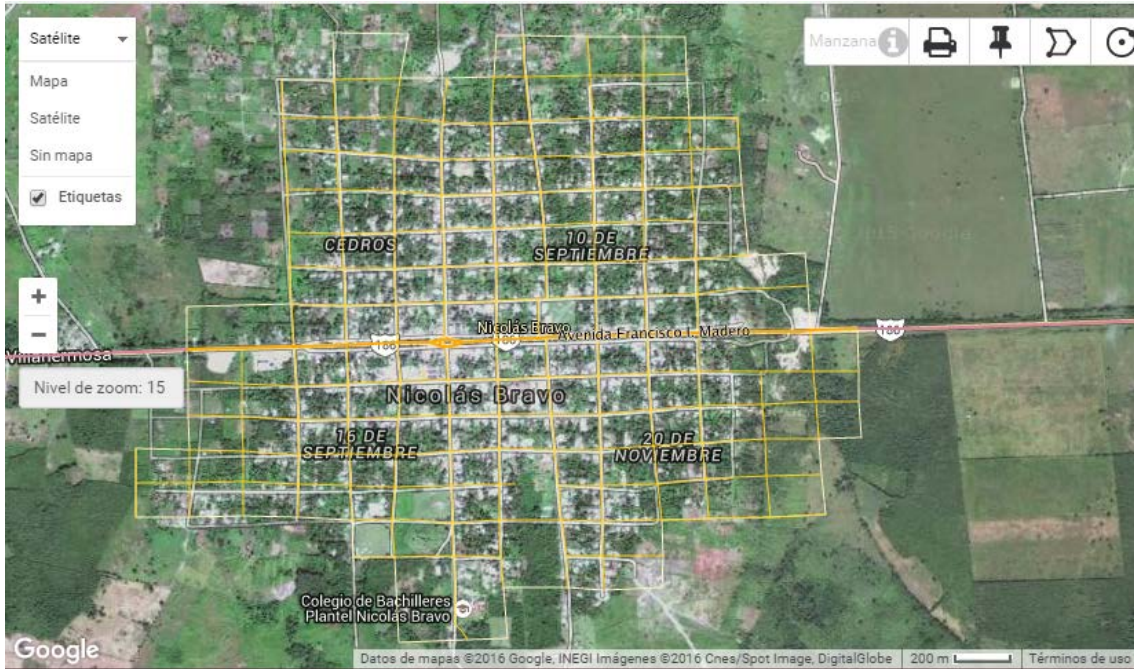 Satélite
Mapa
Satélite
Sin mapa
Etiquetas
Manzana
CEDROS
10 DE
SEPTIEMBRE
+
−
Nicolás Bravo
Avenida Francisco I. Madero
186
186
186
Villahermosa
Nivel de zoom: 15
Nicolás Bravo
16 DE
SEPTIEMBRE
20 DE
NOVIEMBRE
Colegio de Bachilleres
Plantel Nicolas Bravo
Google
Datos de mapas ©2016 Google, INEGI Imágenes ©2016 Cnes/Spot Image, DigitalGlobe
200 m
Términos de uso